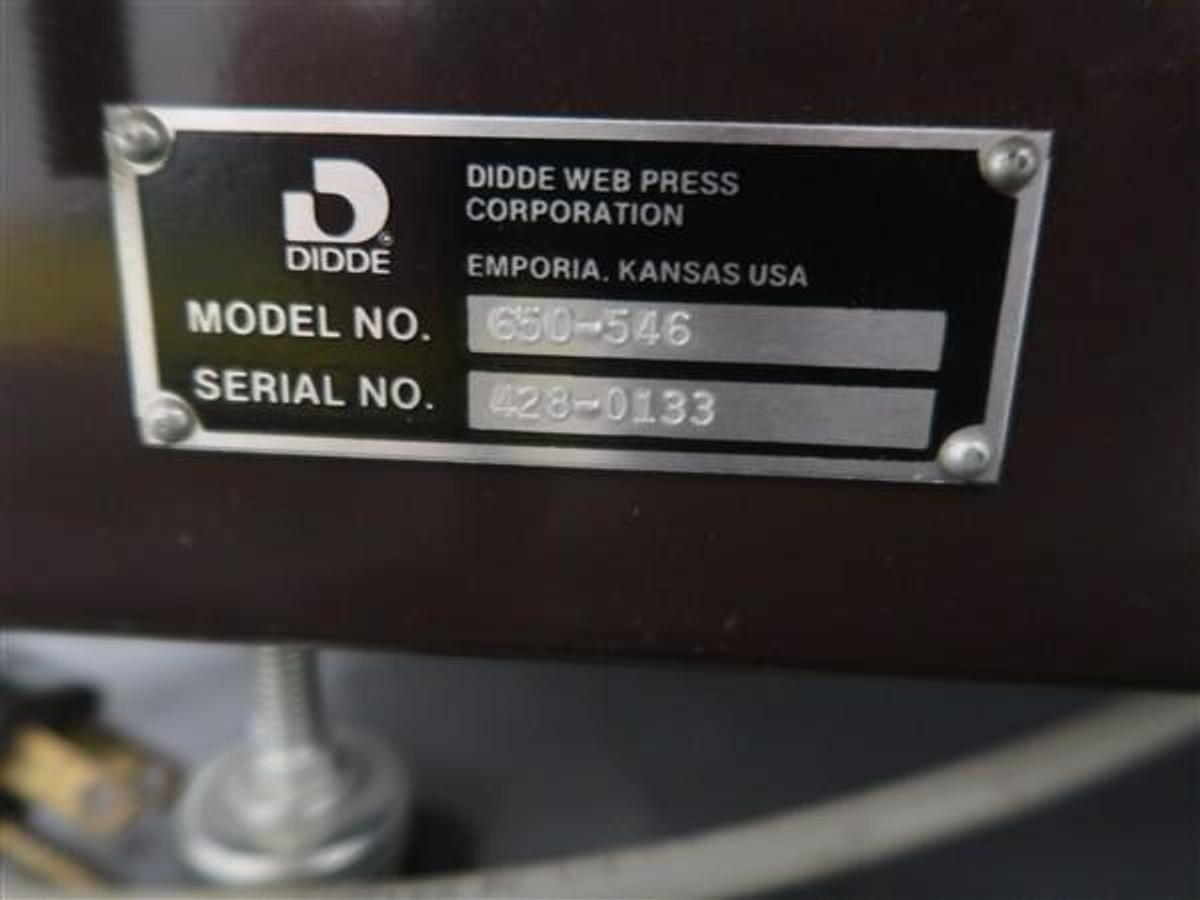 DIDDE
DIDDE WEB PRESS
CORPORATION
EMPORIA, KANSAS USA
MODEL NO. 650-546
SERIAL NO. 428-0133